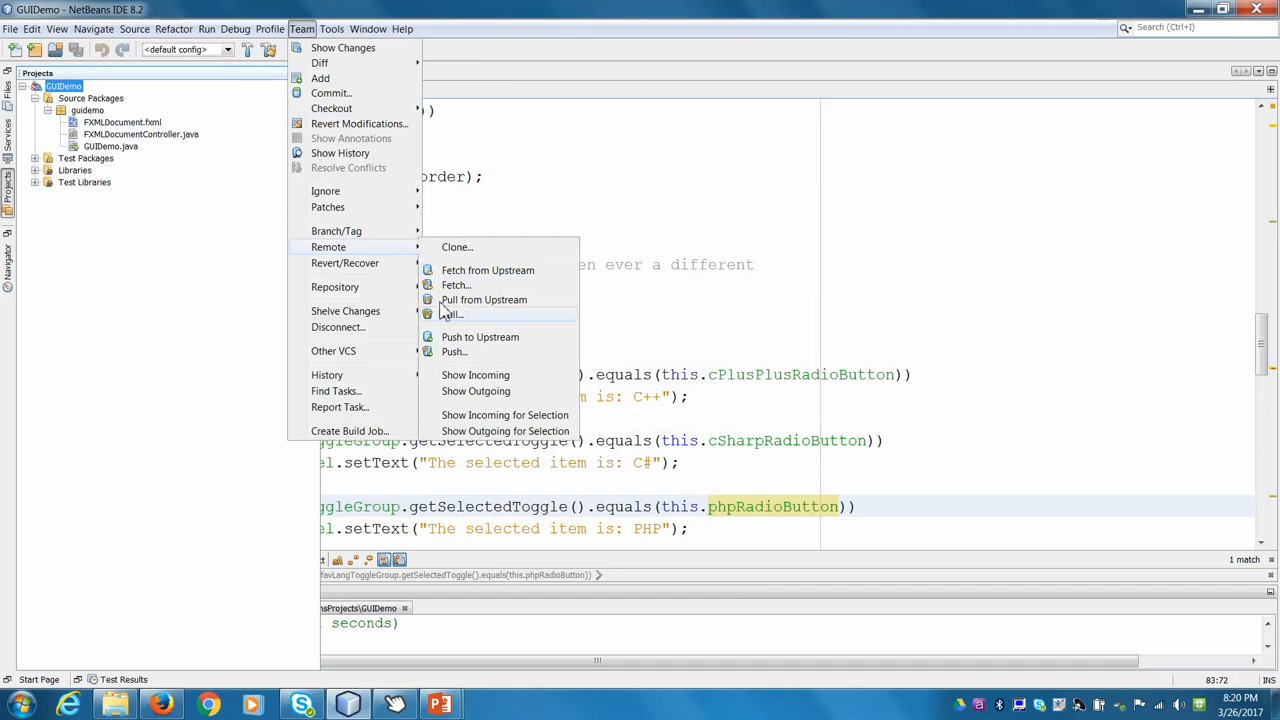 GUIDemo - NetBeans IDE 8.2
File Edit View Navigate Source Refactor Run Debug Profile Team Tools Window Help
Search (Ctrl+I)
<default config>
Projects
Files
Services
Projects
Navigator
GUIDemo
Source Packages
guidemo
FXMLDocument.fxml
FXMLDocumentController.java
GUIDemo.java
Test Packages
Libraries
Test Libraries
Show Changes
Diff
Add
Commit...
Checkout
Revert Modifications...
Show Annotations
Show History
Resolve Conflicts
Ignore
Patches
Branch/Tag
Remote
Revert/Recover
Repository
Shelve Changes
Disconnect...
Other VCS
History
Find Tasks...
Report Task...
Create Build Job...
Clone...
Fetch from Upstream
Fetch...
Pull from Upstream
Push to Upstream
Push...
Show Incoming
Show Outgoing
Show Incoming for Selection
Show Outgoing for Selection
))
order);
en ever a different
).equals(this.cPlusPlusRadioButton))
em is: C++");
ggleGroup.getSelectedToggle().equals(this.cSharpRadioButton))
el.setText("The selected item is: C#");
ggleGroup.getSelectedToggle().equals(this.phpRadioButton))
el.setText("The selected item is: PHP");
1 match
favLangToggleGroup.getSelectedToggle().equals(this.phpRadioButton))
nsProjects\GUIDemo
seconds)
Start Page
Test Results
83:72
INS
8:20 PM
3/26/2017